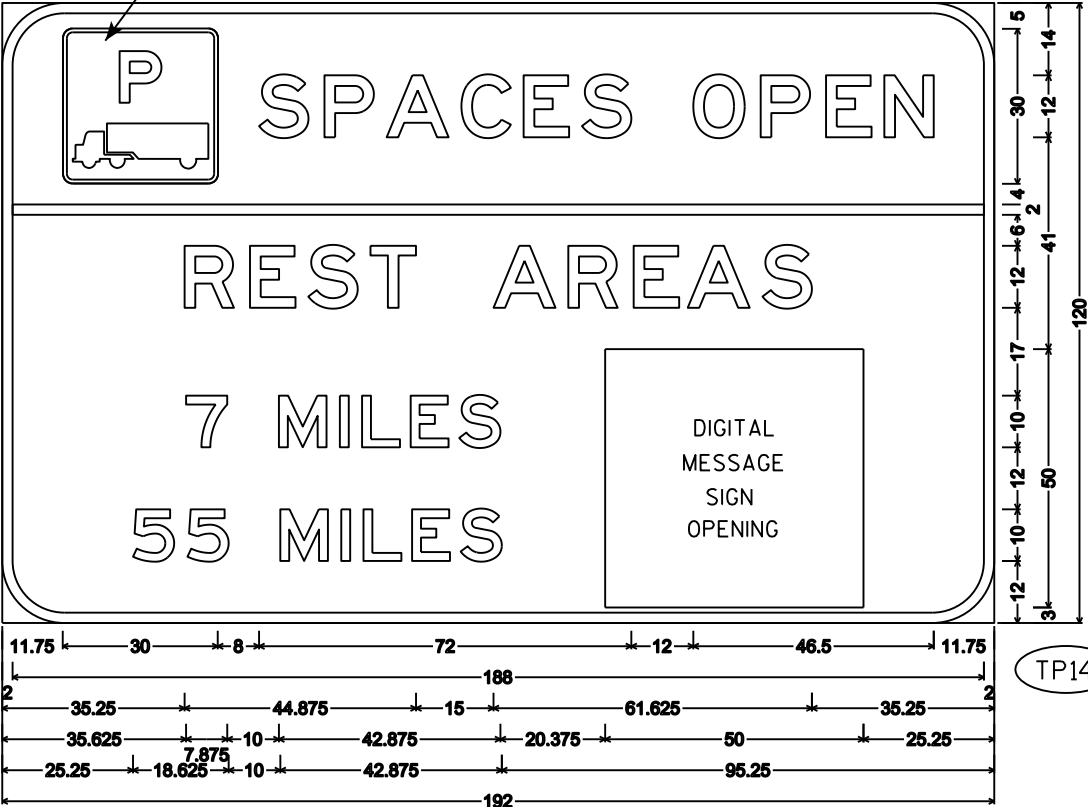 P
SPACES OPEN
REST AREAS
7 MILES
55 MILES
DIGITAL
MESSAGE
SIGN
OPENING
5
30
4
2
6
12
17
10
12
10
12
14
12
41
50
3
120
11.75 30 8 72 12 46.5 11.75
188
2 2
35.25 44.875 15 61.625 35.25
35.625 7.875 10 42.875 20.375 50 25.25
25.25 18.625 10 42.875 95.25
192
TP14